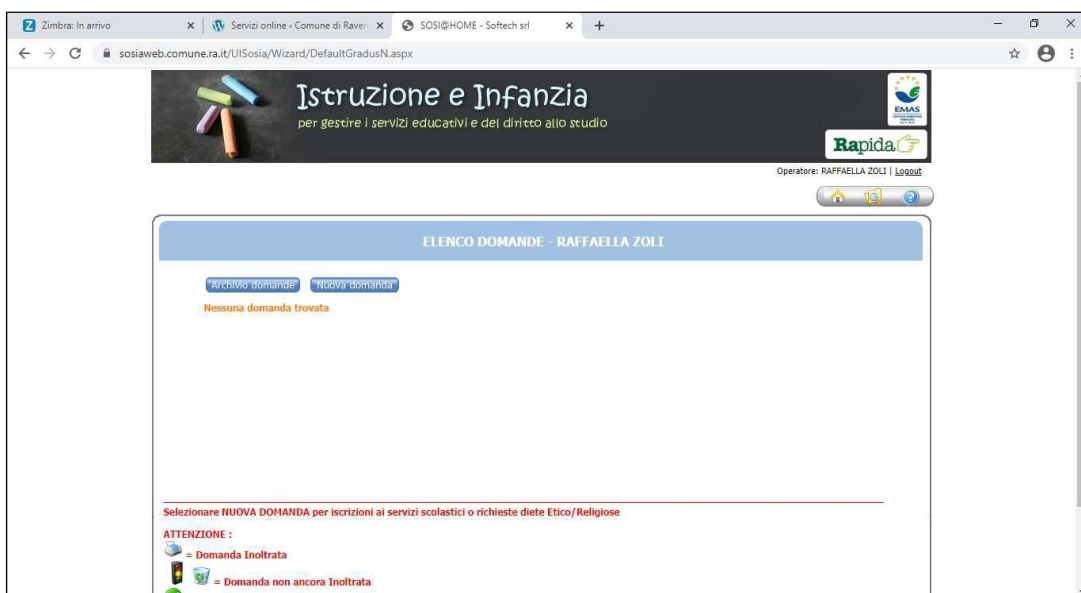 Zimbra: In arrivo
Servizi online ‹ Comune di Raven
SOSI@HOME - Softech srl
sosiaweb.comune.ra.it/UISosia/Wizard/DefaultGradusN.aspx
Istruzione e Infanzia
per gestire i servizi educativi e del diritto allo studio
EMAS
Rapida
Operatore: RAFFAELLA ZOLI | Logout
ELENCO DOMANDE - RAFFAELLA ZOLI
Archivio domande Nuova domanda
Nessuna domanda trovata
Selezionare NUOVA DOMANDA per iscrizioni ai servizi scolastici o richieste diete Etico/Religiose
ATTENZIONE :
= Domanda Inoltrata
= Domanda non ancora Inoltrata